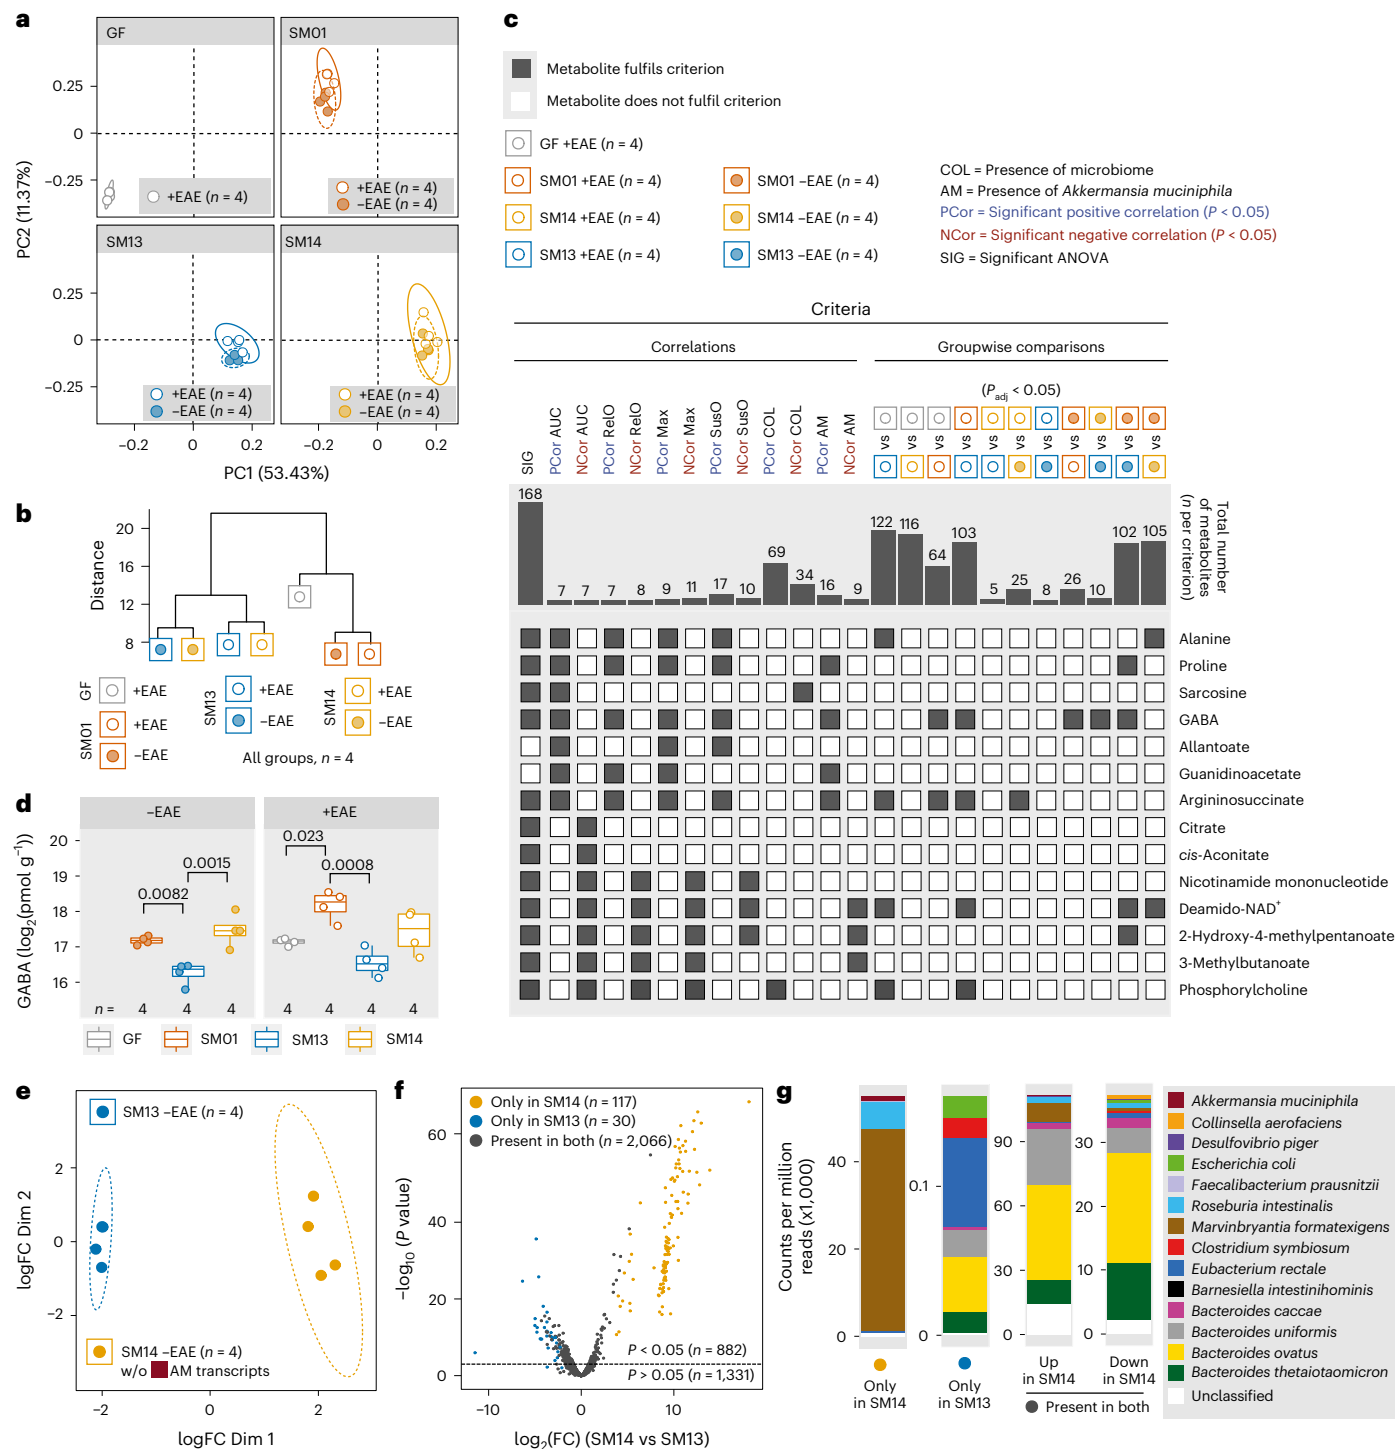 a
GF
SM01
0.25
0
−0.25
+EAE (n = 4)
+EAE (n = 4)
−EAE (n = 4)
PC2 (11.37%)
SM13
SM14
0.25
0
−0.25
+EAE (n = 4)
−EAE (n = 4)
+EAE (n = 4)
−EAE (n = 4)
−0.2 0 0.2 −0.2 0 0.2
PC1 (53.43%)
b
Distance
20
16
12
8
GF
+EAE
SM01
+EAE
−EAE
SM13
+EAE
−EAE
SM14
+EAE
−EAE
All groups, n = 4
c
Metabolite fulfils criterion
Metabolite does not fulfil criterion
GF +EAE (n = 4)
SM01 +EAE (n = 4)
SM01 −EAE (n = 4)
SM14 +EAE (n = 4)
SM14 −EAE (n = 4)
SM13 +EAE (n = 4)
SM13 −EAE (n = 4)
COL = Presence of microbiome
AM = Presence of Akkermansia muciniphila
PCor = Significant positive correlation (P < 0.05)
NCor = Significant negative correlation (P < 0.05)
SIG = Significant ANOVA
Criteria
Correlations
Groupwise comparisons
(Padj < 0.05)
SIG
PCor AUC
NCor AUC
PCor RelO
NCor RelO
PCor Max
NCor Max
PCor SusO
NCor SusO
PCor COL
NCor COL
PCor AM
NCor AM
vs vs vs vs vs vs vs vs vs vs vs
168 7 7 7 8 9 11 17 10 69 34 16 9 122 116 64 103 5 25 8 26 10 102 105
Total number
of metabolites
(n per criterion)
Alanine
Proline
Sarcosine
GABA
Allantoate
Guanidinoacetate
Argininosuccinate
Citrate
cis-Aconitate
Nicotinamide mononucleotide
Deamido-NAD+
2-Hydroxy-4-methylpentanoate
3-Methylbutanoate
Phosphorylcholine
d
−EAE
+EAE
GABA (log2(pmol g−1))
20
19
18
17
16
0.0082
0.0015
0.023
0.0008
n = 4 4 4 4 4 4 4
GF
SM01
SM13
SM14
e
SM13 −EAE (n = 4)
logFC Dim 2
2
0
−2
SM14 −EAE (n = 4)
w/o AM transcripts
−2 0 2
logFC Dim 1
f
Only in SM14 (n = 117)
Only in SM13 (n = 30)
Present in both (n = 2,066)
−log10 (P value)
60
40
20
0
P < 0.05 (n = 882)
P > 0.05 (n = 1,331)
−10 0 10
log2(FC) (SM14 vs SM13)
g
Counts per million
reads (x1,000)
40
20
0
0.1
0
90
60
30
0
30
20
10
0
Only
in SM14
Only
in SM13
Up
in SM14
Down
in SM14
Present in both
Akkermansia muciniphila
Collinsella aerofaciens
Desulfovibrio piger
Escherichia coli
Faecalibacterium prausnitzii
Roseburia intestinalis
Marvinbryantia formatexigens
Clostridium symbiosum
Eubacterium rectale
Barnesiella intestinihominis
Bacteroides caccae
Bacteroides uniformis
Bacteroides ovatus
Bacteroides thetaiotaomicron
Unclassified